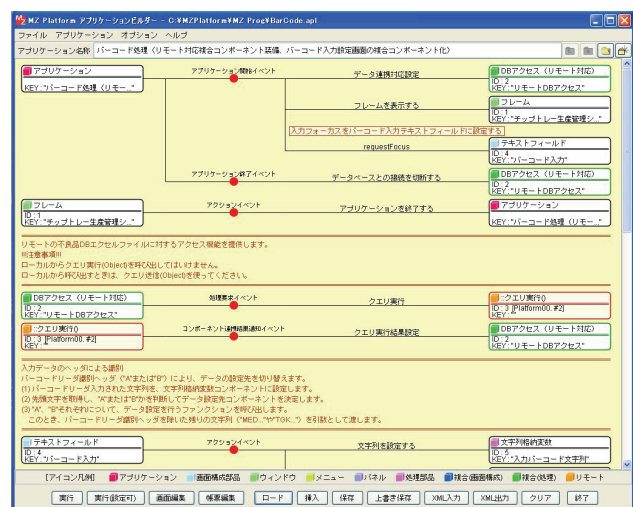 MZ Platform アプリケーションビルダー - C:¥MZPlatform¥MZ Prog¥BarCode.apl
ファイル アプリケーション オプション ヘルプ
アプリケーション名称 バーコード処理（リモート対応複合コンポーネント装備、バーコード入力設定画面の複合コンポーネント化）
アプリケーション
KEY:"バーコード処理（リモー..."
アプリケーション開始イベント
データ連携対応設定
DBアクセス（リモート対応）
ID:2
KEY:"リモートDBアクセス"
フレームを表示する
フレーム
ID:1
KEY:"チップトレー生産管理シ..."
入力フォーカスをバーコード入力テキストフィールドに設定する
requestFocus
テキストフィールド
ID:4
KEY:"バーコード入力"
アプリケーション終了イベント
データベースとの接続を切断する
DBアクセス（リモート対応）
ID:2
KEY:"リモートDBアクセス"
フレーム
ID:1
KEY:"チップトレー生産管理シ..."
アクションイベント
アプリケーションを終了する
アプリケーション
KEY:"バーコード処理（リモー..."
リモートの不良品DBエクセルファイルに対するアクセス機能を提供します。
!!!注意事項!!!
ローカルからクエリ実行(Object)を呼び出してはいけません。
ローカルから呼び出すときは、クエリ送信(Object)を使ってください。
DBアクセス（リモート対応）
ID:2
KEY:"リモートDBアクセス"
処理要求イベント
クエリ実行
::クエリ実行()
ID:3 [Platform00. #2]
KEY:""
::クエリ実行()
ID:3 [Platform00. #2]
KEY:""
コンポーネント連携結果通知イベント
クエリ実行結果設定
DBアクセス（リモート対応）
ID:2
KEY:"リモートDBアクセス"
入力データのヘッダによる識別
バーコードリーダ識別ヘッダ（"A"または"B"）により、データの設定先を切り替えます。
(1)バーコードリーダ入力された文字列を、文字列格納変数コンポーネントに設定します。
(2)先頭文字を取得し、"A"または"B"かを判断してデータ設定先コンポーネントを決定します。
(3)"A"、"B"それぞれについて、データ設定を行うファンクションを呼び出します。
このとき、バーコードリーダ識別ヘッダを除いた残りの文字列（"MED..."や"TGK..."）を引数として渡します。
テキストフィールド
ID:4
KEY:"バーコード入力"
アクションイベント
文字列を設定する
文字列格納変数
ID:5
KEY:"入力バーコード文字列"
[アイコン凡例] アプリケーション 画面構成部品 ウィンドウ メニュー パネル 処理部品 複合(画面構成) 複合(処理) リモート
実行 実行(設定可) 画面編集 帳票編集 ロード 挿入 保存 上書き保存 XML入力 XML出力 クリア 終了